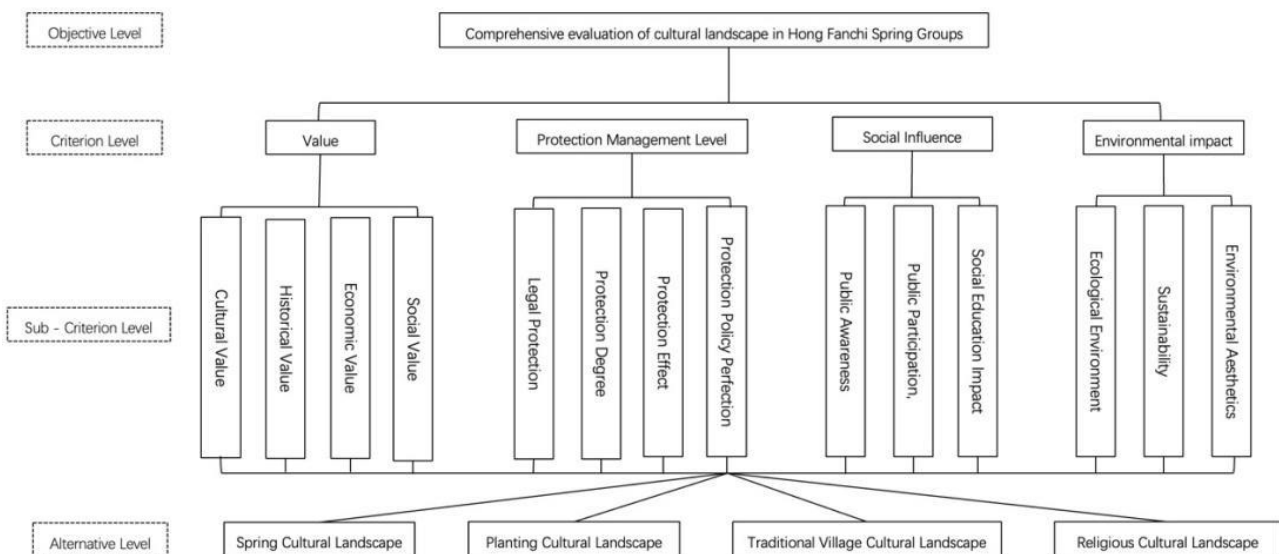 Objective Level
Comprehensive evaluation of cultural landscape in Hong Fanchi Spring Groups
Criterion Level
Value
Protection Management Level
Social Influence
Environmental impact
Sub - Criterion Level
Cultural Value
Historical Value
Economic Value
Social Value
Legal Protection
Protection Degree
Protection Effect
Protection Policy Perfection
Public Awareness
Public Participation,
Social Education Impact
Ecological Environment
Sustainability
Environmental Aesthetics
Alternative Level
Spring Cultural Landscape
Planting Cultural Landscape
Traditional Village Cultural Landscape
Religious Cultural Landscape